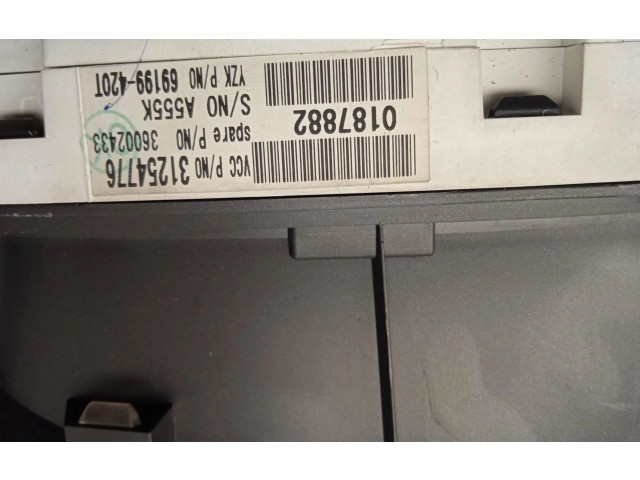 VCC P/NO 31254776
spare P/NO 36002433
S/NO A555K
YZK P/NO 69199-420T
0187882